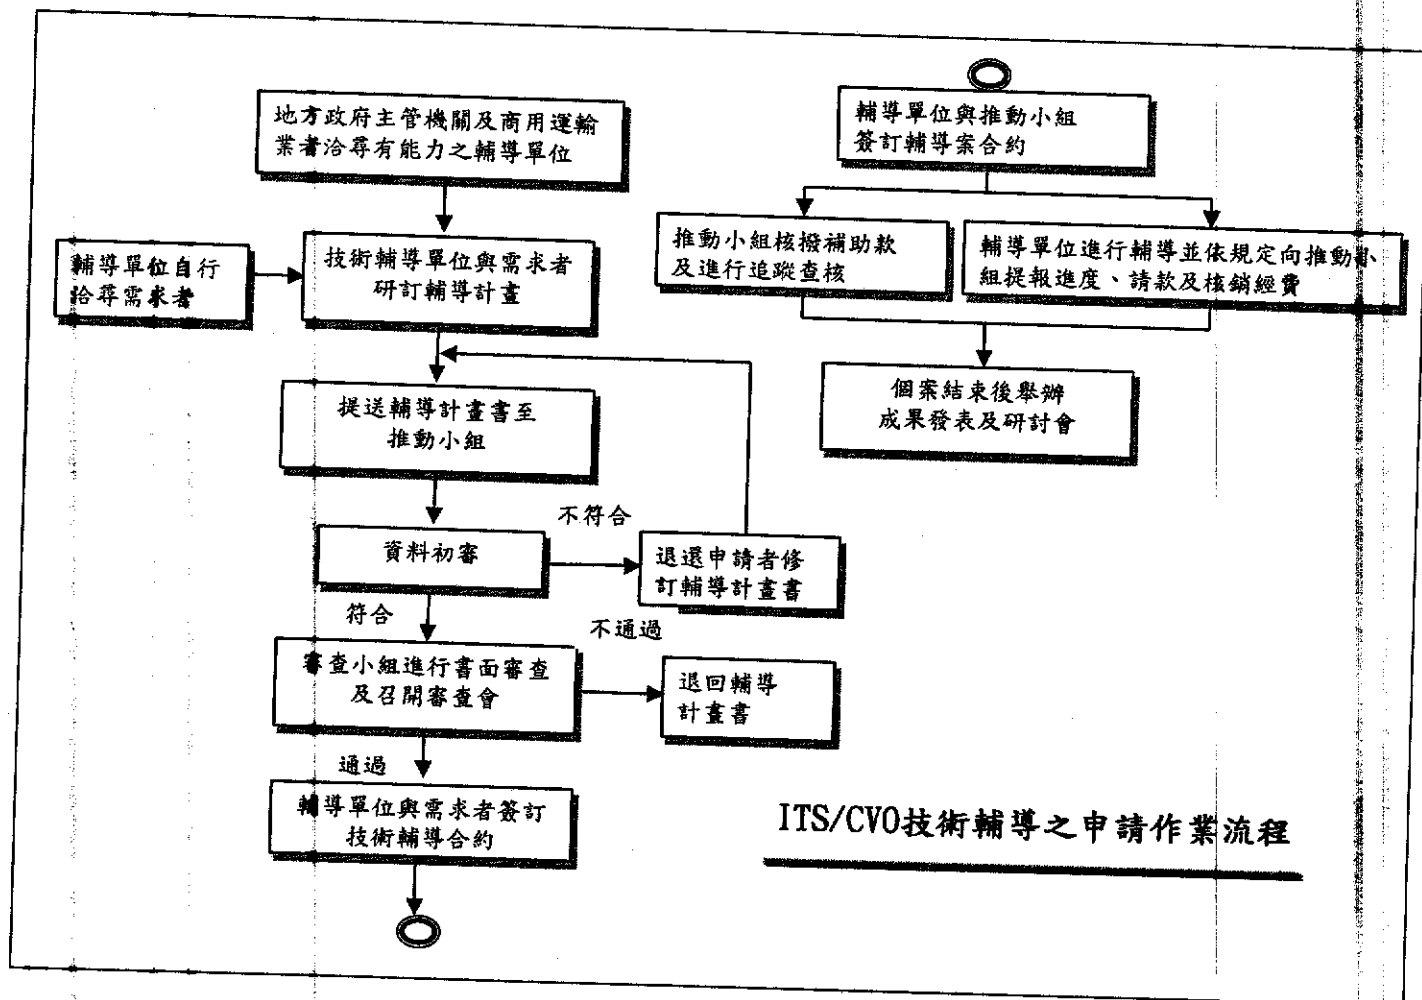 地方政府主管機關及商用運輸
業者洽尋有能力之輔導單位
輔導單位自行
洽尋需求者
技術輔導單位與需求者
研訂輔導計畫
提送輔導計畫書至
推動小組
資料初審
不符合
退還申請者修
訂輔導計畫書
符合
審查小組進行書面審查
及召開審查會
不通過
退回輔導
計畫書
通過
輔導單位與需求者簽訂
技術輔導合約
輔導單位與推動小組
簽訂輔導案合約
推動小組核撥補助款
及進行追蹤查核
輔導單位進行輔導並依規定向推動小
組提報進度、請款及核銷經費
個案結束後舉辦
成果發表及研討會
ITS/CVO技術輔導之申請作業流程